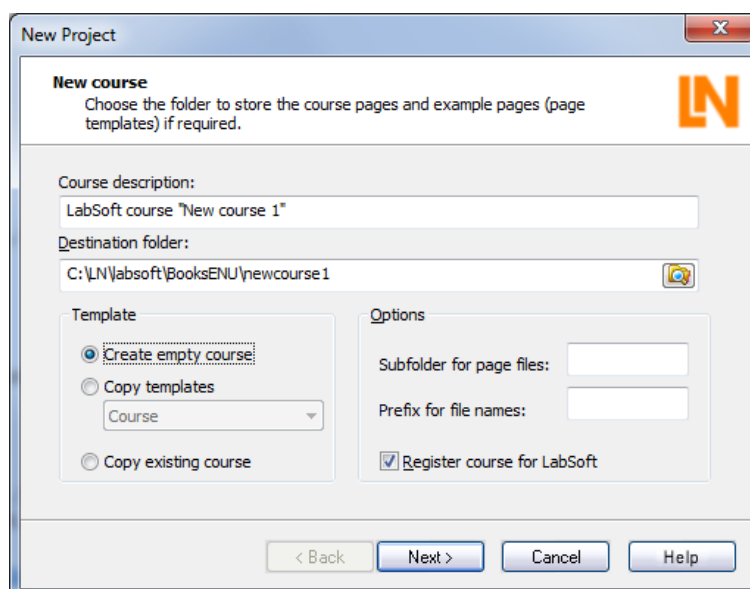 New Project
X
New course
Choose the folder to store the course pages and example pages (page
templates) if required.
LN
Course description:
LabSoft course "New course 1"
Destination folder:
C:\LN\labsoft\BooksENU\newcourse1
Template
Create empty course
Copy templates
Course
Copy existing course
Options
Subfolder for page files:
Prefix for file names:
Register course for LabSoft
< Back
Next >
Cancel
Help